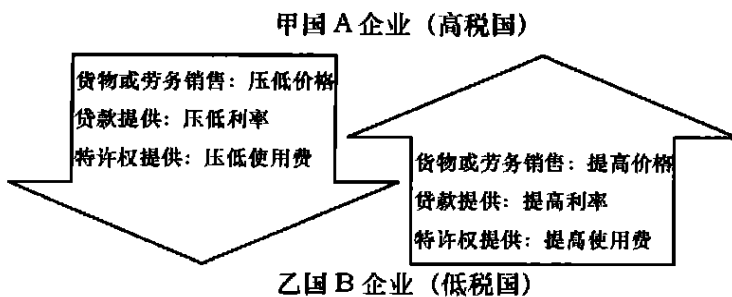 甲国 A 企业（高税国）
货物或劳务销售：压低价格
贷款提供：压低利率
特许权提供：压低使用费
货物或劳务销售：提高价格
贷款提供：提高利率
特许权提供：提高使用费
乙国 B 企业（低税国）